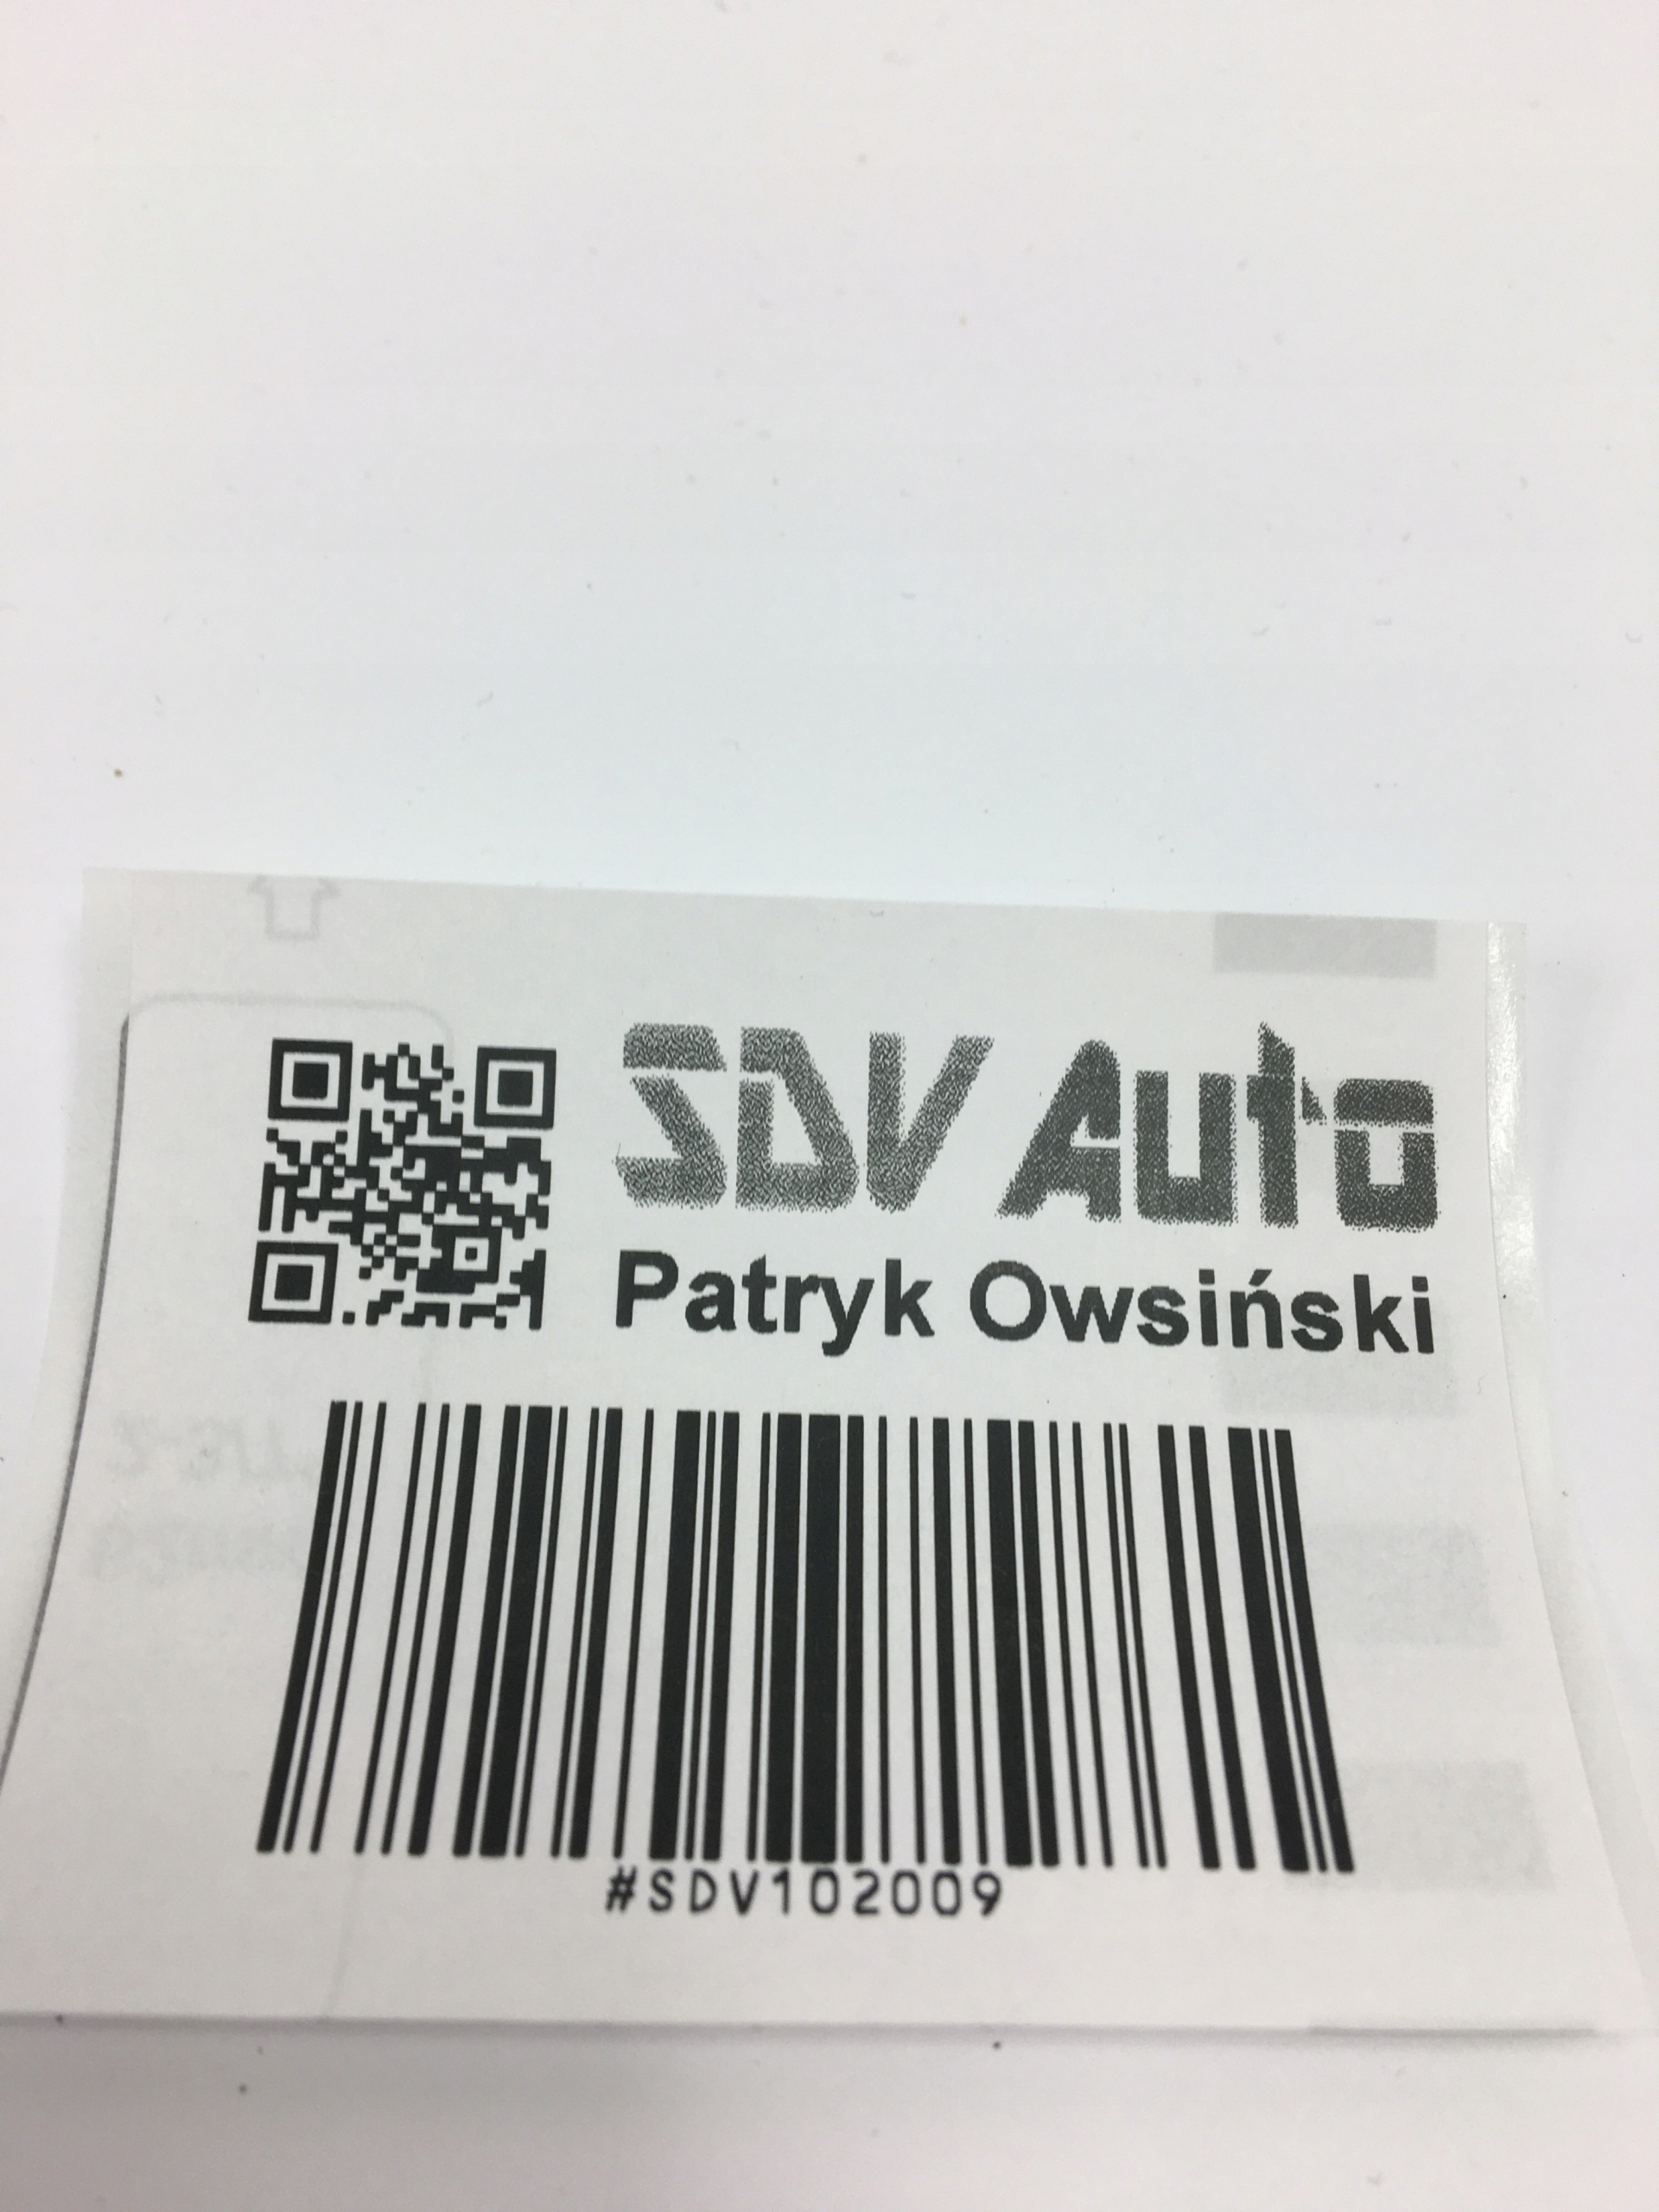 SDV Auto
Patryk Owsiński
#SDV102009